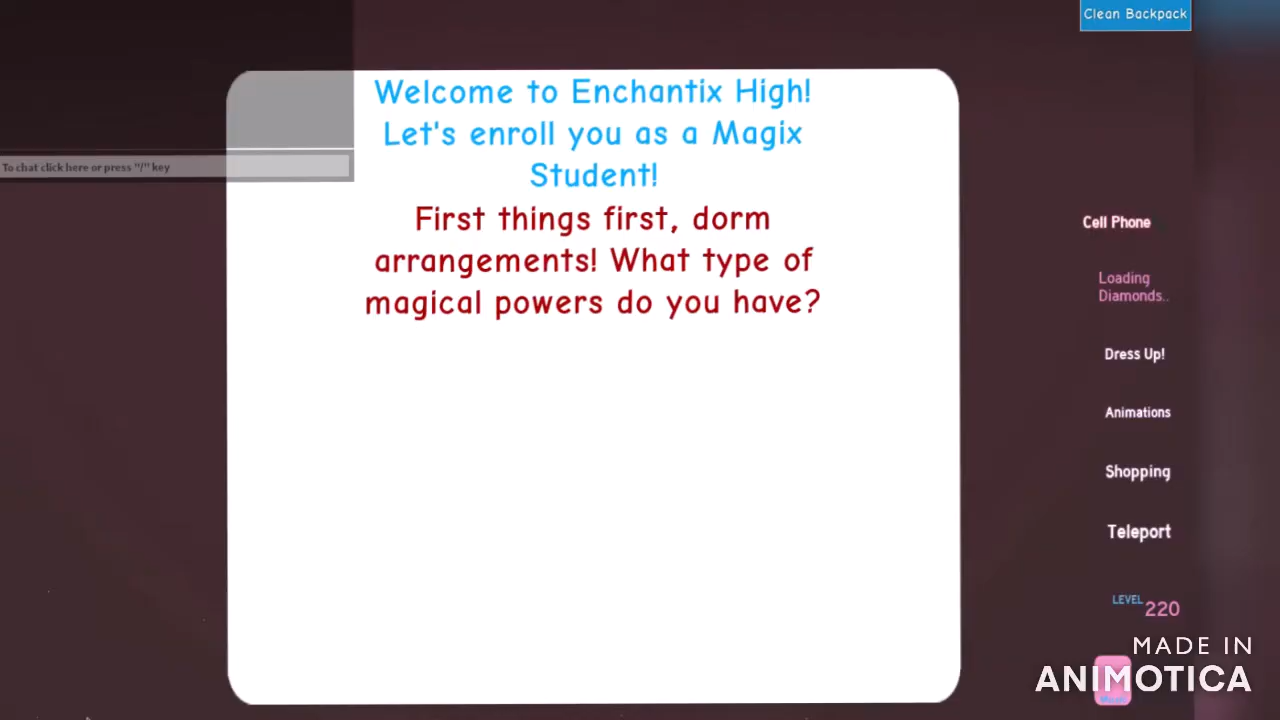 Clean Backpack
Welcome to Enchantix High!
Let's enroll you as a Magix
Student!
To chat click here or press "/" key
First things first, dorm
arrangements! What type of
magical powers do you have?
Cell Phone
Loading
Diamonds..
Dress Up!
Animations
Shopping
Teleport
LEVEL 220
MADE IN
ANIMOTICA